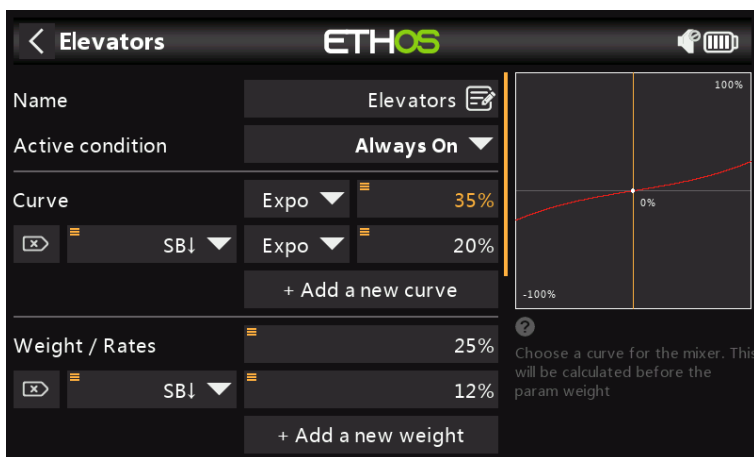 Elevators
ETHOS
Name
Elevators
Active condition
Always On
Curve
Expo
35%
SB↓
Expo
20%
+ Add a new curve
Weight / Rates
25%
SB↓
12%
+ Add a new weight
100%
0%
-100%
?
Choose a curve for the mixer. This
will be calculated before the
param weight